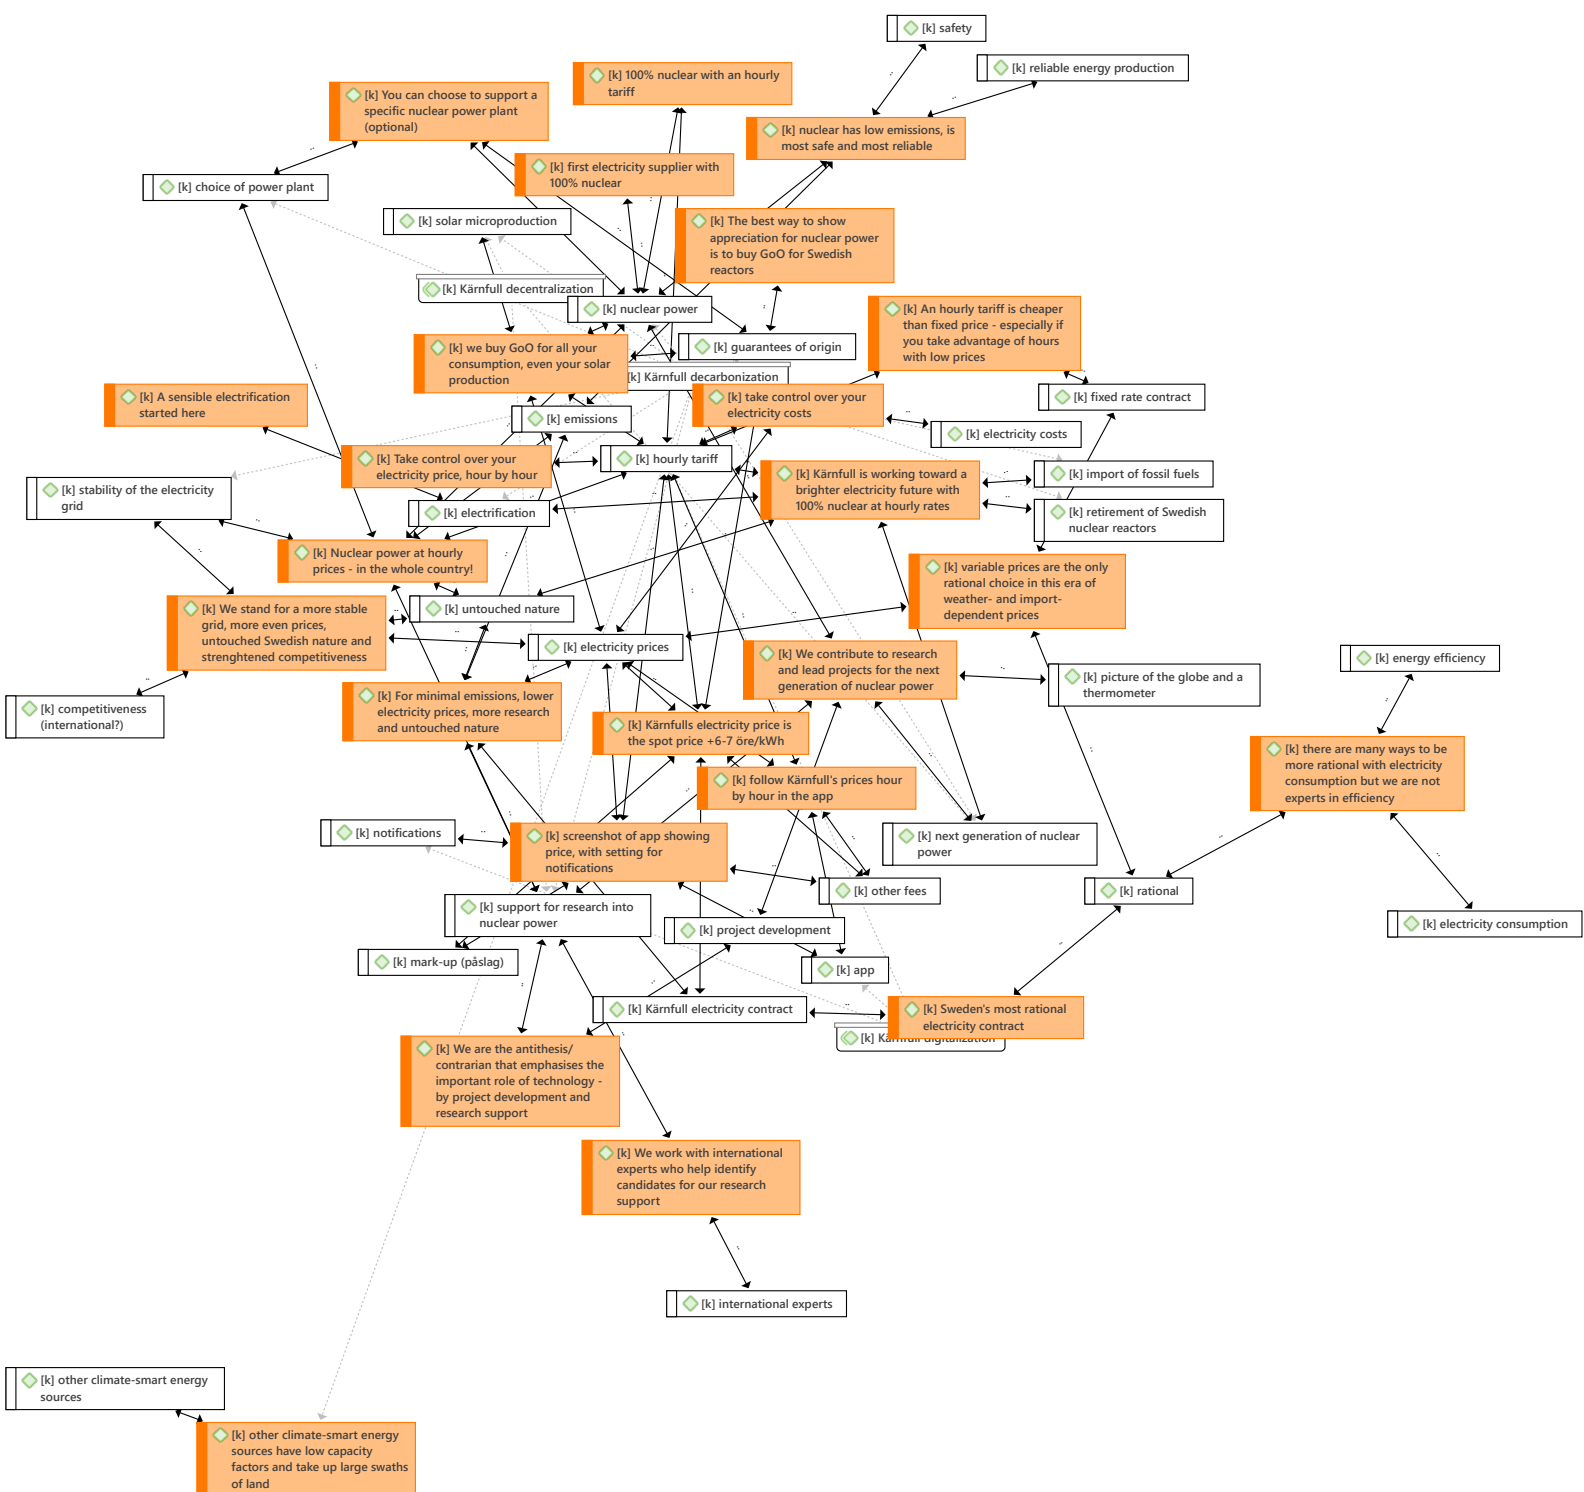 [k] safety
[k] reliable energy production
[k] 100% nuclear with an hourly
tariff
[k] You can choose to support a
specific nuclear power plant
(optional)
[k] nuclear has low emissions, is
most safe and most reliable
[k] first electricity supplier with
100% nuclear
[k] choice of power plant
[k] solar microproduction
[k] The best way to show
appreciation for nuclear power
is to buy GoO for Swedish
reactors
[k] Kärnfull decentralization
[k] nuclear power
[k] An hourly tariff is cheaper
than fixed price - especially if
you take advantage of hours
with low prices
[k] we buy GoO for all your
consumption, even your solar
production
[k] guarantees of origin
[k] Kärnfull decarbonization
[k] A sensible electrification
started here
[k] take control over your
electricity costs
[k] fixed rate contract
[k] emissions
[k] electricity costs
[k] Take control over your
electricity price, hour by hour
[k] hourly tariff
[k] Kärnfull is working toward a
brighter electricity future with
100% nuclear at hourly rates
[k] import of fossil fuels
[k] stability of the electricity
grid
[k] electrification
[k] retirement of Swedish
nuclear reactors
[k] Nuclear power at hourly
prices - in the whole country!
[k] variable prices are the only
rational choice in this era of
weather- and import-
dependent prices
[k] We stand for a more stable
grid, more even prices,
untouched Swedish nature and
strenghtened competitiveness
[k] untouched nature
[k] electricity prices
[k] We contribute to research
and lead projects for the next
generation of nuclear power
[k] energy efficiency
[k] picture of the globe and a
thermometer
[k] For minimal emissions, lower
electricity prices, more research
and untouched nature
[k] competitiveness
(international?)
[k] Kärnfulls electricity price is
the spot price +6-7 öre/kWh
[k] there are many ways to be
more rational with electricity
consumption but we are not
experts in efficiency
[k] follow Kärnfull's prices hour
by hour in the app
[k] notifications
[k] screenshot of app showing
price, with setting for
notifications
[k] next generation of nuclear
power
[k] other fees
[k] rational
[k] support for research into
nuclear power
[k] project development
[k] electricity consumption
[k] mark-up (påslag)
[k] app
[k] Kärnfull electricity contract
[k] Sweden's most rational
electricity contract
[k] Kärnfull digitalization
[k] We are the antithesis/
contrarian that emphasises the
important role of technology -
by project development and
research support
[k] We work with international
experts who help identify
candidates for our research
support
[k] international experts
[k] other climate-smart energy
sources
[k] other climate-smart energy
sources have low capacity
factors and take up large swaths
of land